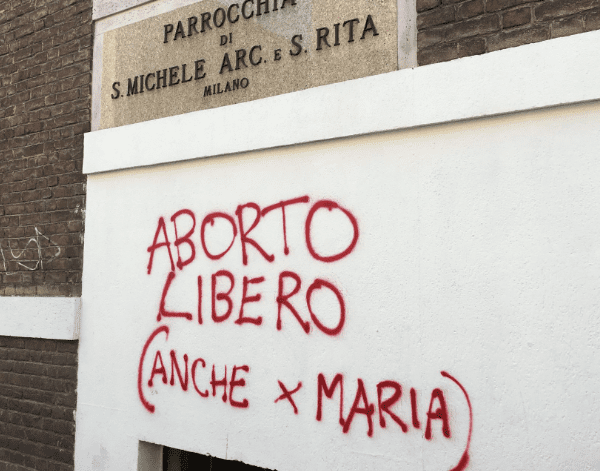 PARROCCHIA
DI
S. MICHELE ARC. E S. RITA
MILANO
ABORTO
LIBERO
(ANCHE x MARIA)